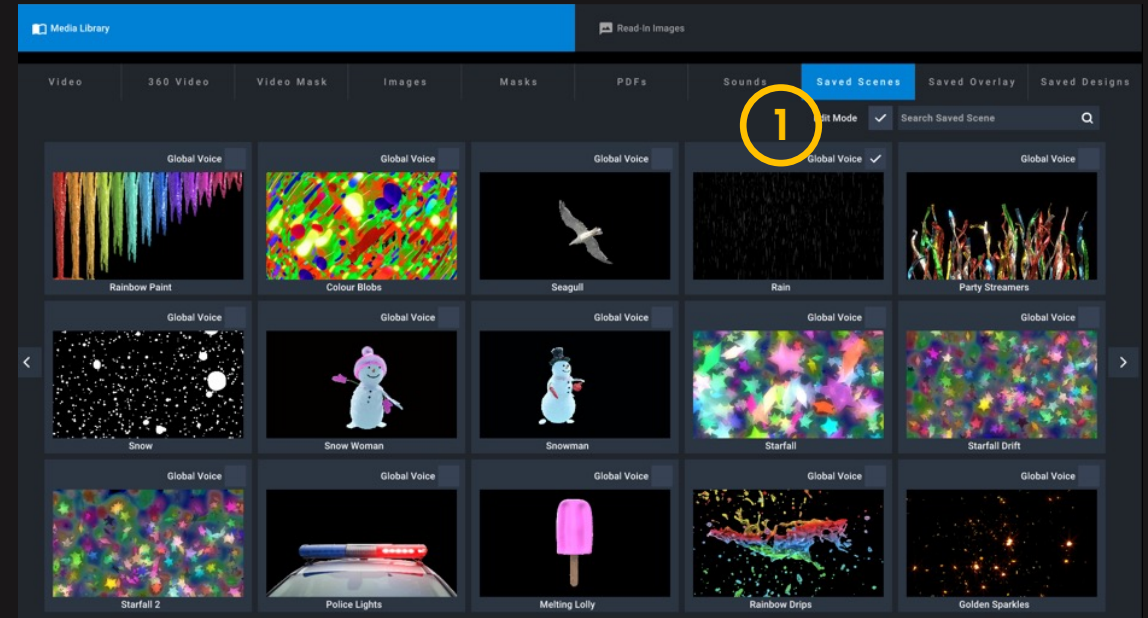 Media Library
Read-In Images
Video 360 Video Video Mask Images Masks PDFs Sounds Saved Scenes Saved Overlay Saved Designs
1
dit Mode Search Saved Scene
Global Voice Global Voice Global Voice Global Voice Global Voice
Rainbow Paint Colour Blobs Seagull Rain Party Streamers
Global Voice Global Voice Global Voice Global Voice Global Voice
Snow Snow Woman Snowman Starfall Starfall Drift
Global Voice Global Voice Global Voice Global Voice Global Voice
Starfall 2 Police Lights Melting Lolly Rainbow Drips Golden Sparkles